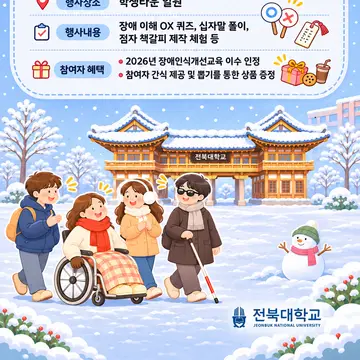 행사장소 학생타운 일원
행사내용 장애 이해 OX 퀴즈, 십자말 풀이,
점자 책갈피 제작 체험 등
참여자 혜택 • 2026년 장애인식개선교육 이수 인정
• 참여자 간식 제공 및 뽑기를 통한 상품 증정
전북대학교
전북대학교
JEONBUK NATIONAL UNIVERSITY